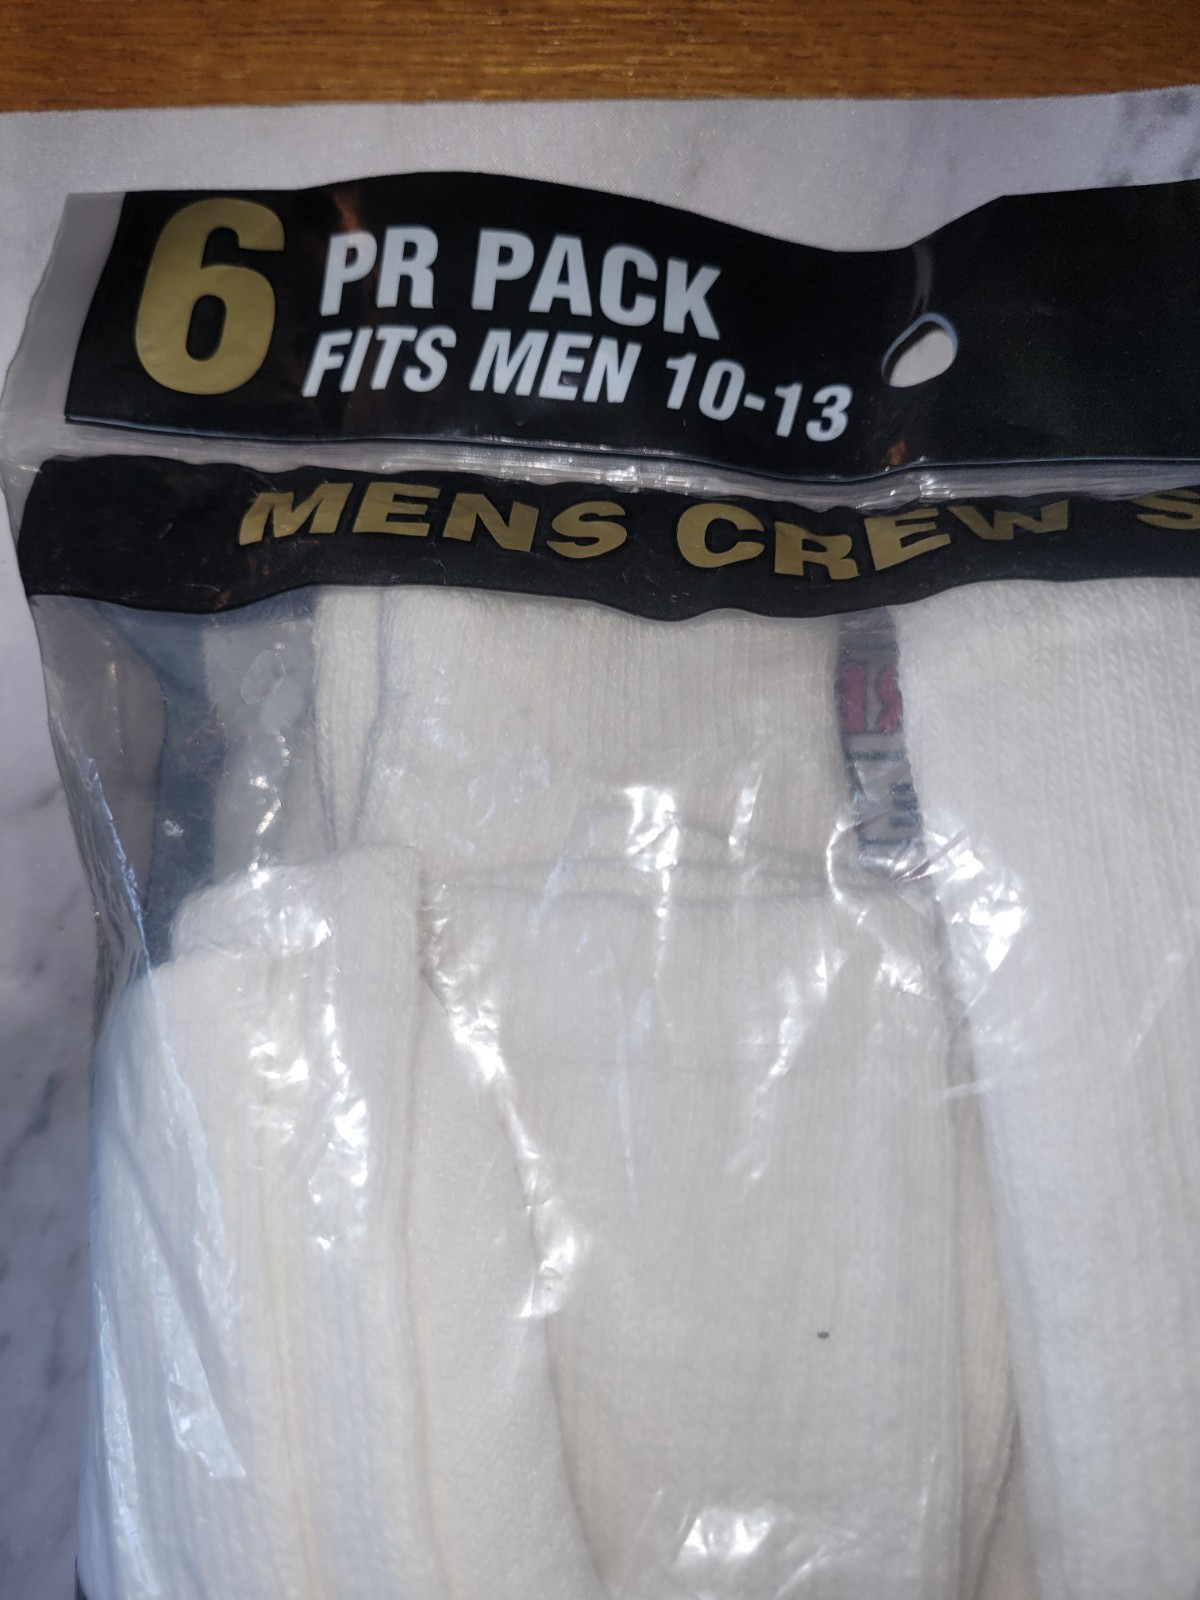 6 PR PACK
FITS MEN 10-13
MENS CREW S